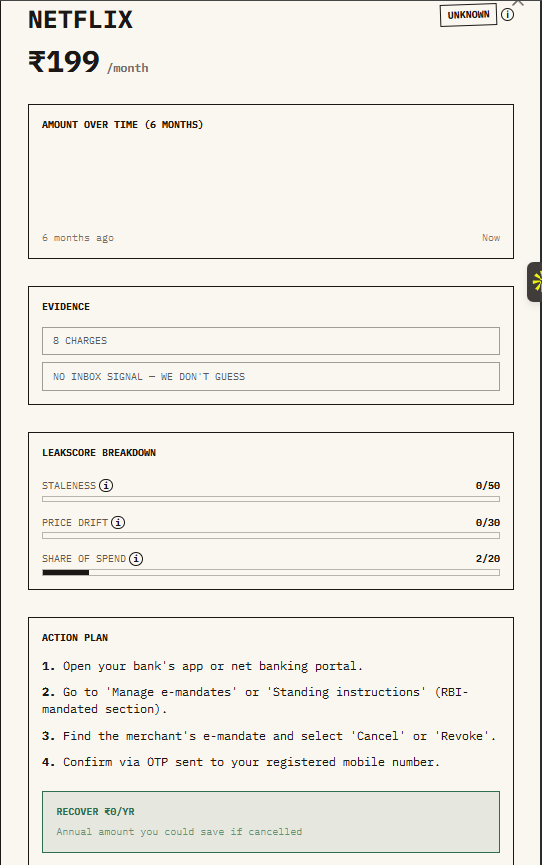 NETFLIX
UNKNOWN i
₹199 /month
AMOUNT OVER TIME (6 MONTHS)
6 months ago Now
EVIDENCE
8 CHARGES
NO INBOX SIGNAL — WE DON'T GUESS
LEAKSCORE BREAKDOWN
STALENESS i 0/50
PRICE DRIFT i 0/30
SHARE OF SPEND i 2/20
ACTION PLAN
1. Open your bank's app or net banking portal.
2. Go to 'Manage e-mandates' or 'Standing instructions' (RBI-
mandated section).
3. Find the merchant's e-mandate and select 'Cancel' or 'Revoke'.
4. Confirm via OTP sent to your registered mobile number.
RECOVER ₹0/YR
Annual amount you could save if cancelled